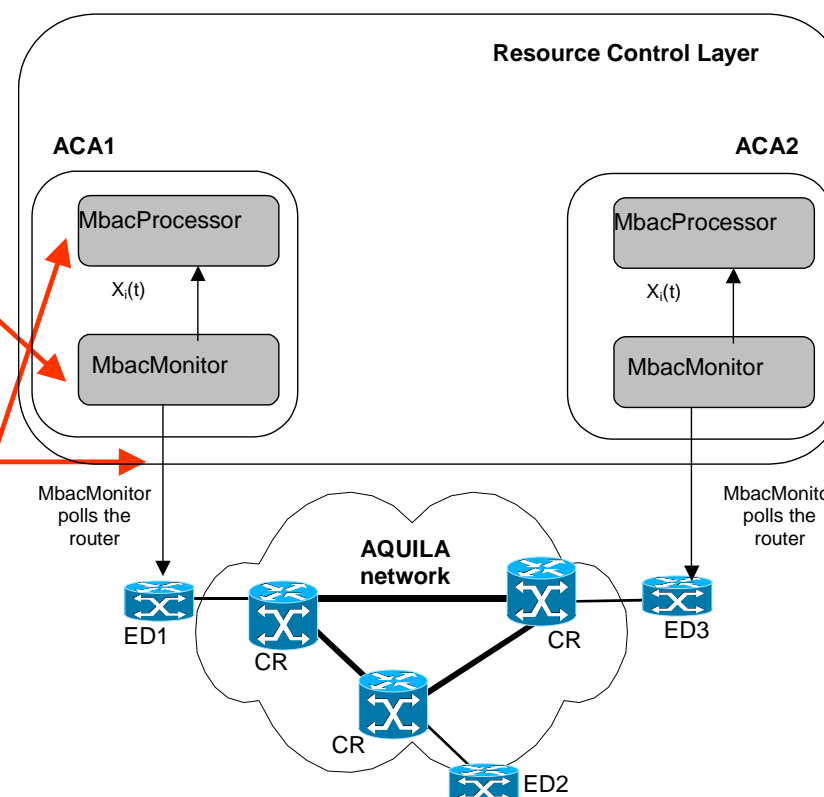 Resource Control Layer
ACA1
ACA2
MbacProcessor
MbacProcessor
Xi(t)
Xi(t)
MbacMonitor
MbacMonitor
MbacMonitor
polls the
router
MbacMonito
polls the
router
AQUILA
network
ED1
CR
CR
ED3
CR
ED2